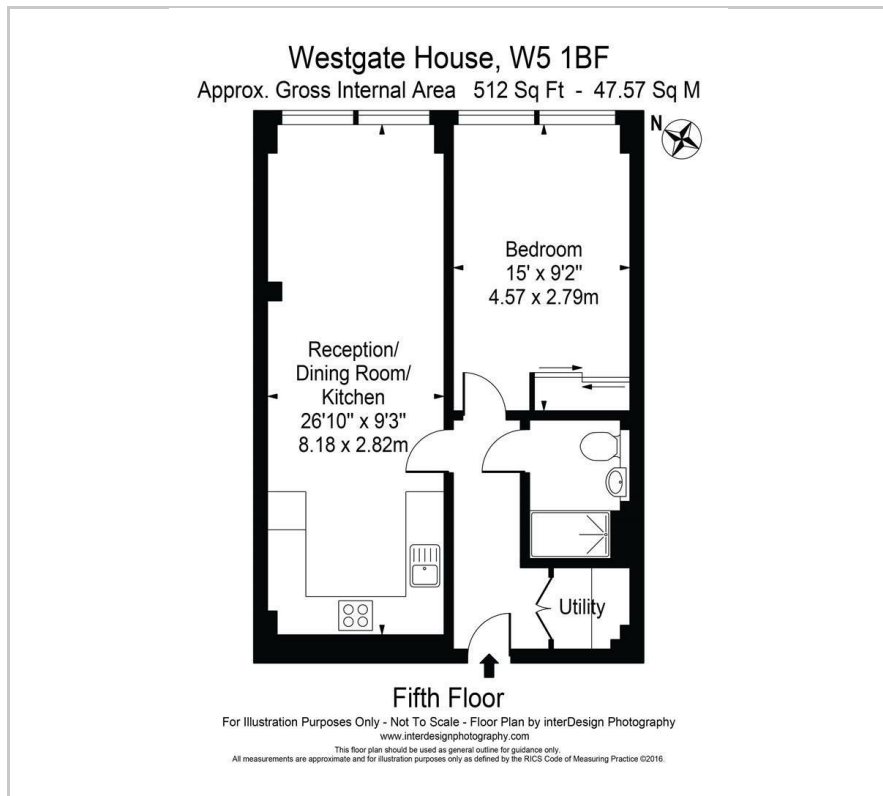 Westgate House, W5 1BF
Approx. Gross Internal Area 512 Sq Ft - 47.57 Sq M
N
Bedroom
15' x 9'2"
4.57 x 2.79m
Reception/
Dining Room/
Kitchen
26'10" x 9'3"
8.18 x 2.82m
Utility
Fifth Floor
For Illustration Purposes Only - Not To Scale - Floor Plan by interDesign Photography
www.interdesignphotography.com
This floor plan should be used as general outline for guidance only.
All measurements are approximate and for illustration purposes only as defined by the RICS Code of Measuring Practice ©2016.